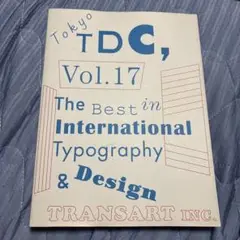 Tokyo
TDC,
Vol.17
The Best in
International
Typography
& Design
TRANSART INC.